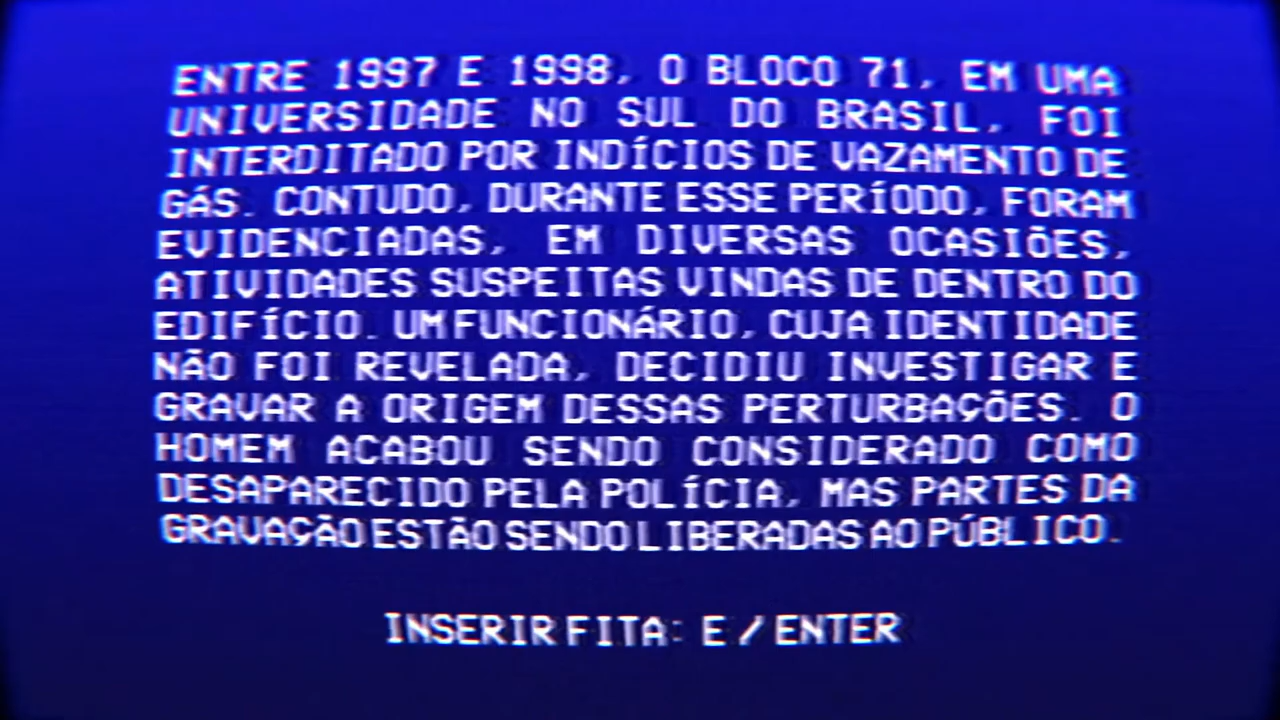 ENTRE 1997 E 1998, O BLOCO 71, EM UMA
UNIVERSIDADE NO SUL DO BRASIL, FOI
INTERDITADO POR INDÍCIOS DE VAZAMENTO DE
GÁS. CONTUDO, DURANTE ESSE PERÍODO, FORAM
EVIDENCIADAS, EM DIVERSAS OCASIÕES,
ATIVIDADES SUSPEITAS VINDAS DE DENTRO DO
EDIFÍCIO. UM FUNCIONÁRIO, CUJA IDENTIDADE
NÃO FOI REVELADA, DECIDIU INVESTIGAR E
GRAVAR A ORIGEM DESSAS PERTURBAÇÕES. O
HOMEM ACABOU SENDO CONSIDERADO COMO
DESAPARECIDO PELA POLÍCIA, MAS PARTES DA
GRAVAÇÃO ESTÃO SENDO LIBERADAS AO PÚBLICO.
INSERIR FITA: E / ENTER